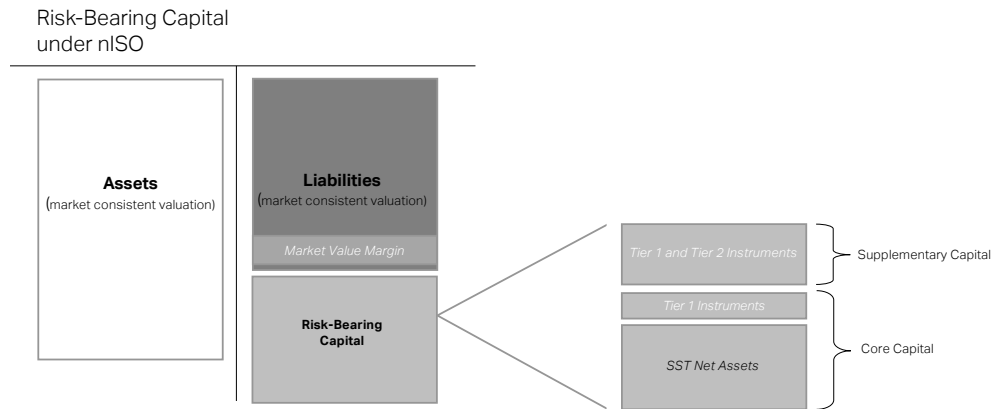 Risk-Bearing Capital
under nISO
Assets
(market consistent valuation)
Liabilities
(market consistent valuation)
Market Value Margin
Risk-Bearing
Capital
Tier 1 and Tier 2 Instruments
Supplementary Capital
Tier 1 Instruments
SST Net Assets
Core Capital